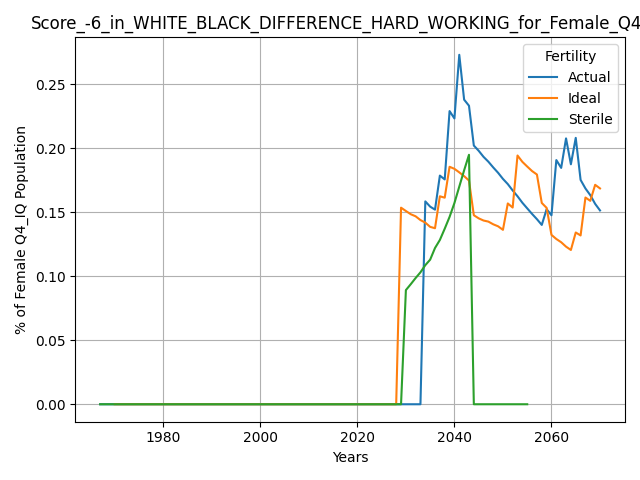 Score_-6_in_WHITE_BLACK_DIFFERENCE_HARD_WORKING_for_Female_Q4
Fertility
Actual
Ideal
Sterile
% of Female Q4_IQ Population
0.25
0.20
0.15
0.10
0.05
0.00
1980 2000 2020 2040 2060
Years